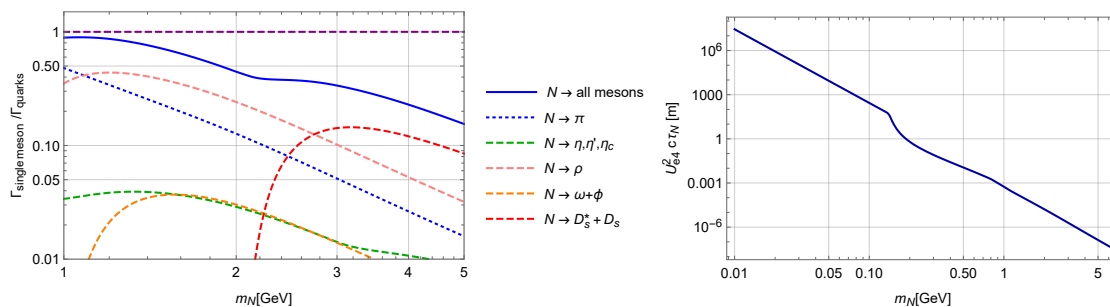 Γsingle meson /Γquarks
1
0.50
0.10
0.05
0.01
1
2
3
4
5
mN[GeV]
N → all mesons
N → π
N → η,η',ηc
N → ρ
N → ω+ϕ
N → D*s + Ds
U²e4 c τN [m]
10⁶
1000
1
0.001
10⁻⁶
0.01
0.05
0.10
0.50
1
5
mN[GeV]